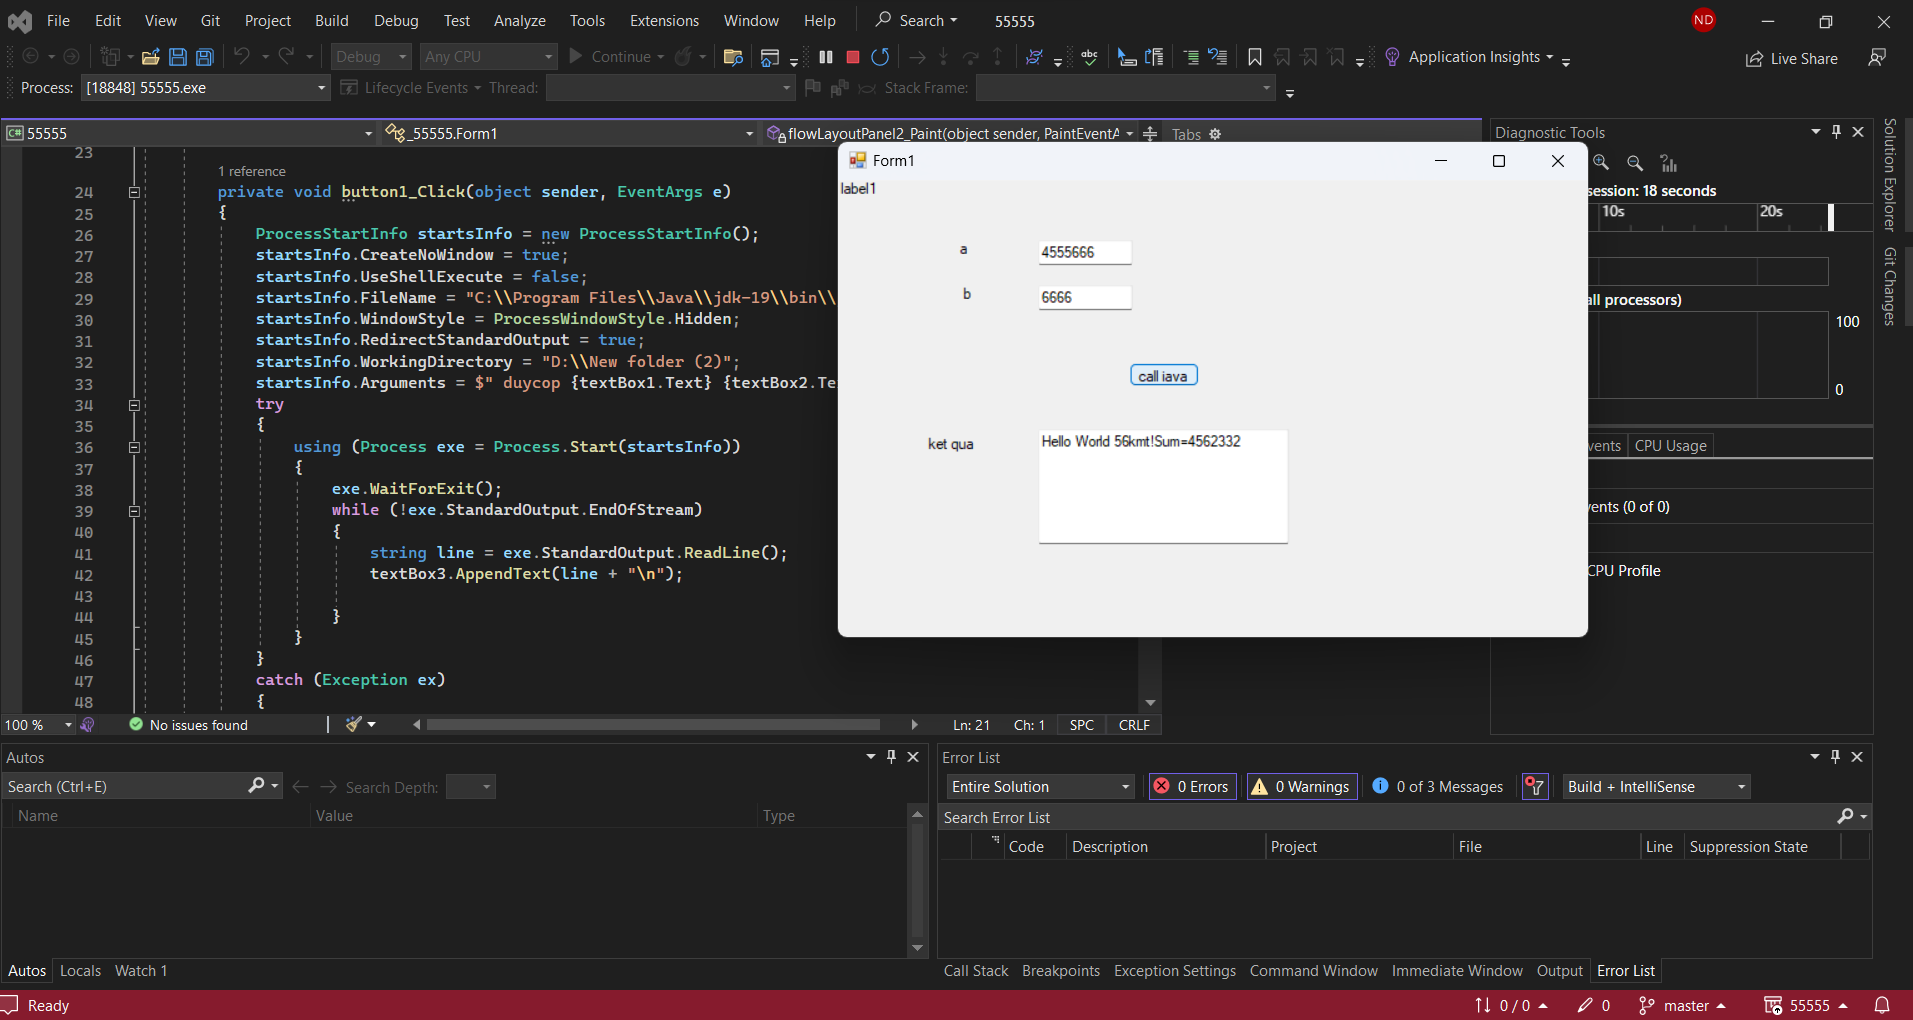 File Edit View Git Project Build Debug Test Analyze Tools Extensions Window Help Search 55555 ND
Debug Any CPU Continue Application Insights Live Share
Process: [18848] 55555.exe Lifecycle Events Thread: Stack Frame:
C# 55555 _55555.Form1 flowLayoutPanel2_Paint(object sender, PaintEventA Tabs
23
1 reference
24 private void button1_Click(object sender, EventArgs e)
25 {
26 ProcessStartInfo startsInfo = new ProcessStartInfo();
27 startsInfo.CreateNoWindow = true;
28 startsInfo.UseShellExecute = false;
29 startsInfo.FileName = "C:\\Program Files\\Java\\jdk-19\\bin\\
30 startsInfo.WindowStyle = ProcessWindowStyle.Hidden;
31 startsInfo.RedirectStandardOutput = true;
32 startsInfo.WorkingDirectory = "D:\\New folder (2)";
33 startsInfo.Arguments = $" duycop {textBox1.Text} {textBox2.Te
34 try
35 {
36 using (Process exe = Process.Start(startsInfo))
37 {
38 exe.WaitForExit();
39 while (!exe.StandardOutput.EndOfStream)
40 {
41 string line = exe.StandardOutput.ReadLine();
42 textBox3.AppendText(line + "\n");
43
44 }
45 }
46 }
47 catch (Exception ex)
48 {
100 % No issues found Ln: 21 Ch: 1 SPC CRLF
Form1
label1
a 4555666
b 6666
call java
ket qua Hello World 56kmt!Sum=4562332
Diagnostic Tools
session: 18 seconds
10s 20s
all processors)
100
0
vents CPU Usage
vents (0 of 0)
CPU Profile
Solution Explorer
Git Changes
Autos
Search (Ctrl+E) Search Depth:
Name Value Type
Autos Locals Watch 1
Error List
Entire Solution 0 Errors 0 Warnings 0 of 3 Messages Build + IntelliSense
Search Error List
Code Description Project File Line Suppression State
Call Stack Breakpoints Exception Settings Command Window Immediate Window Output Error List
Ready 0 / 0 0 master 55555